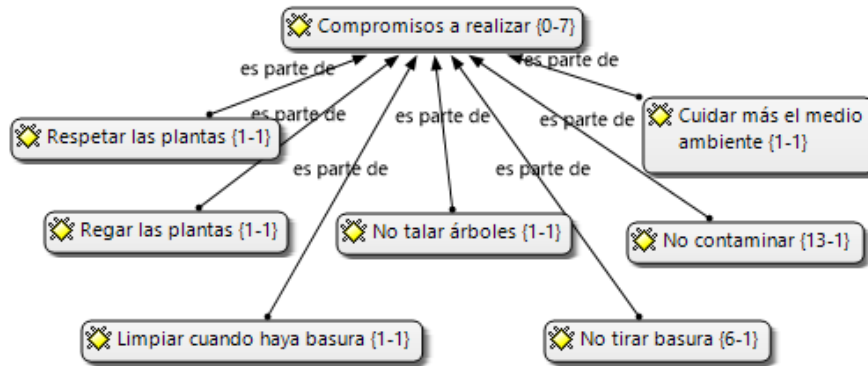 Compromisos a realizar {0-7}
es parte de
es parte de
es parte de
es parte de
es parte de
es parte de
es parte de
Respetar las plantas {1-1}
Cuidar más el medio
ambiente {1-1}
Regar las plantas {1-1}
No talar árboles {1-1}
No contaminar {13-1}
Limpiar cuando haya basura {1-1}
No tirar basura {6-1}